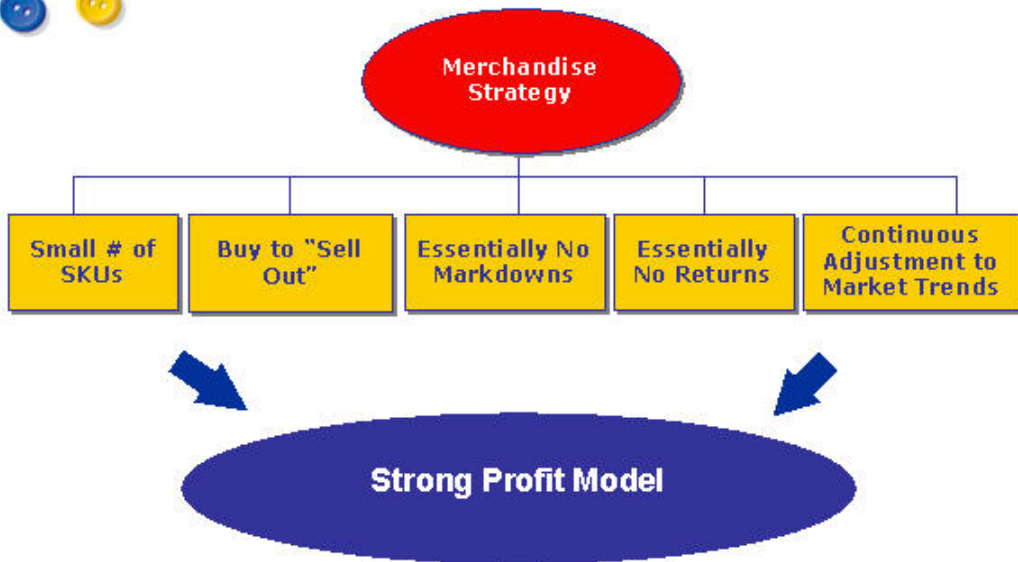 Merchandise
Strategy
Small # of
SKUs
Buy to "Sell
Out"
Essentially No
Markdowns
Essentially
No Returns
Continuous
Adjustment to
Market Trends
Strong Profit Model